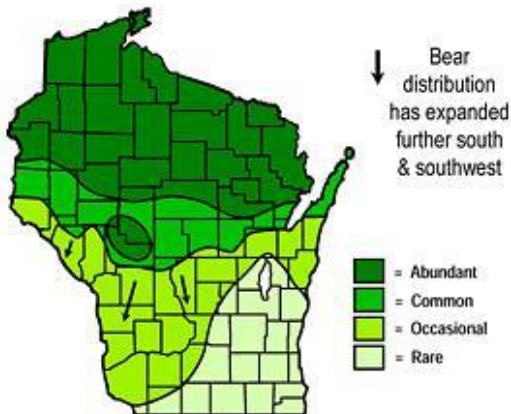 Bear
distribution
has expanded
further south
& southwest
= Abundant
= Common
= Occasional
= Rare